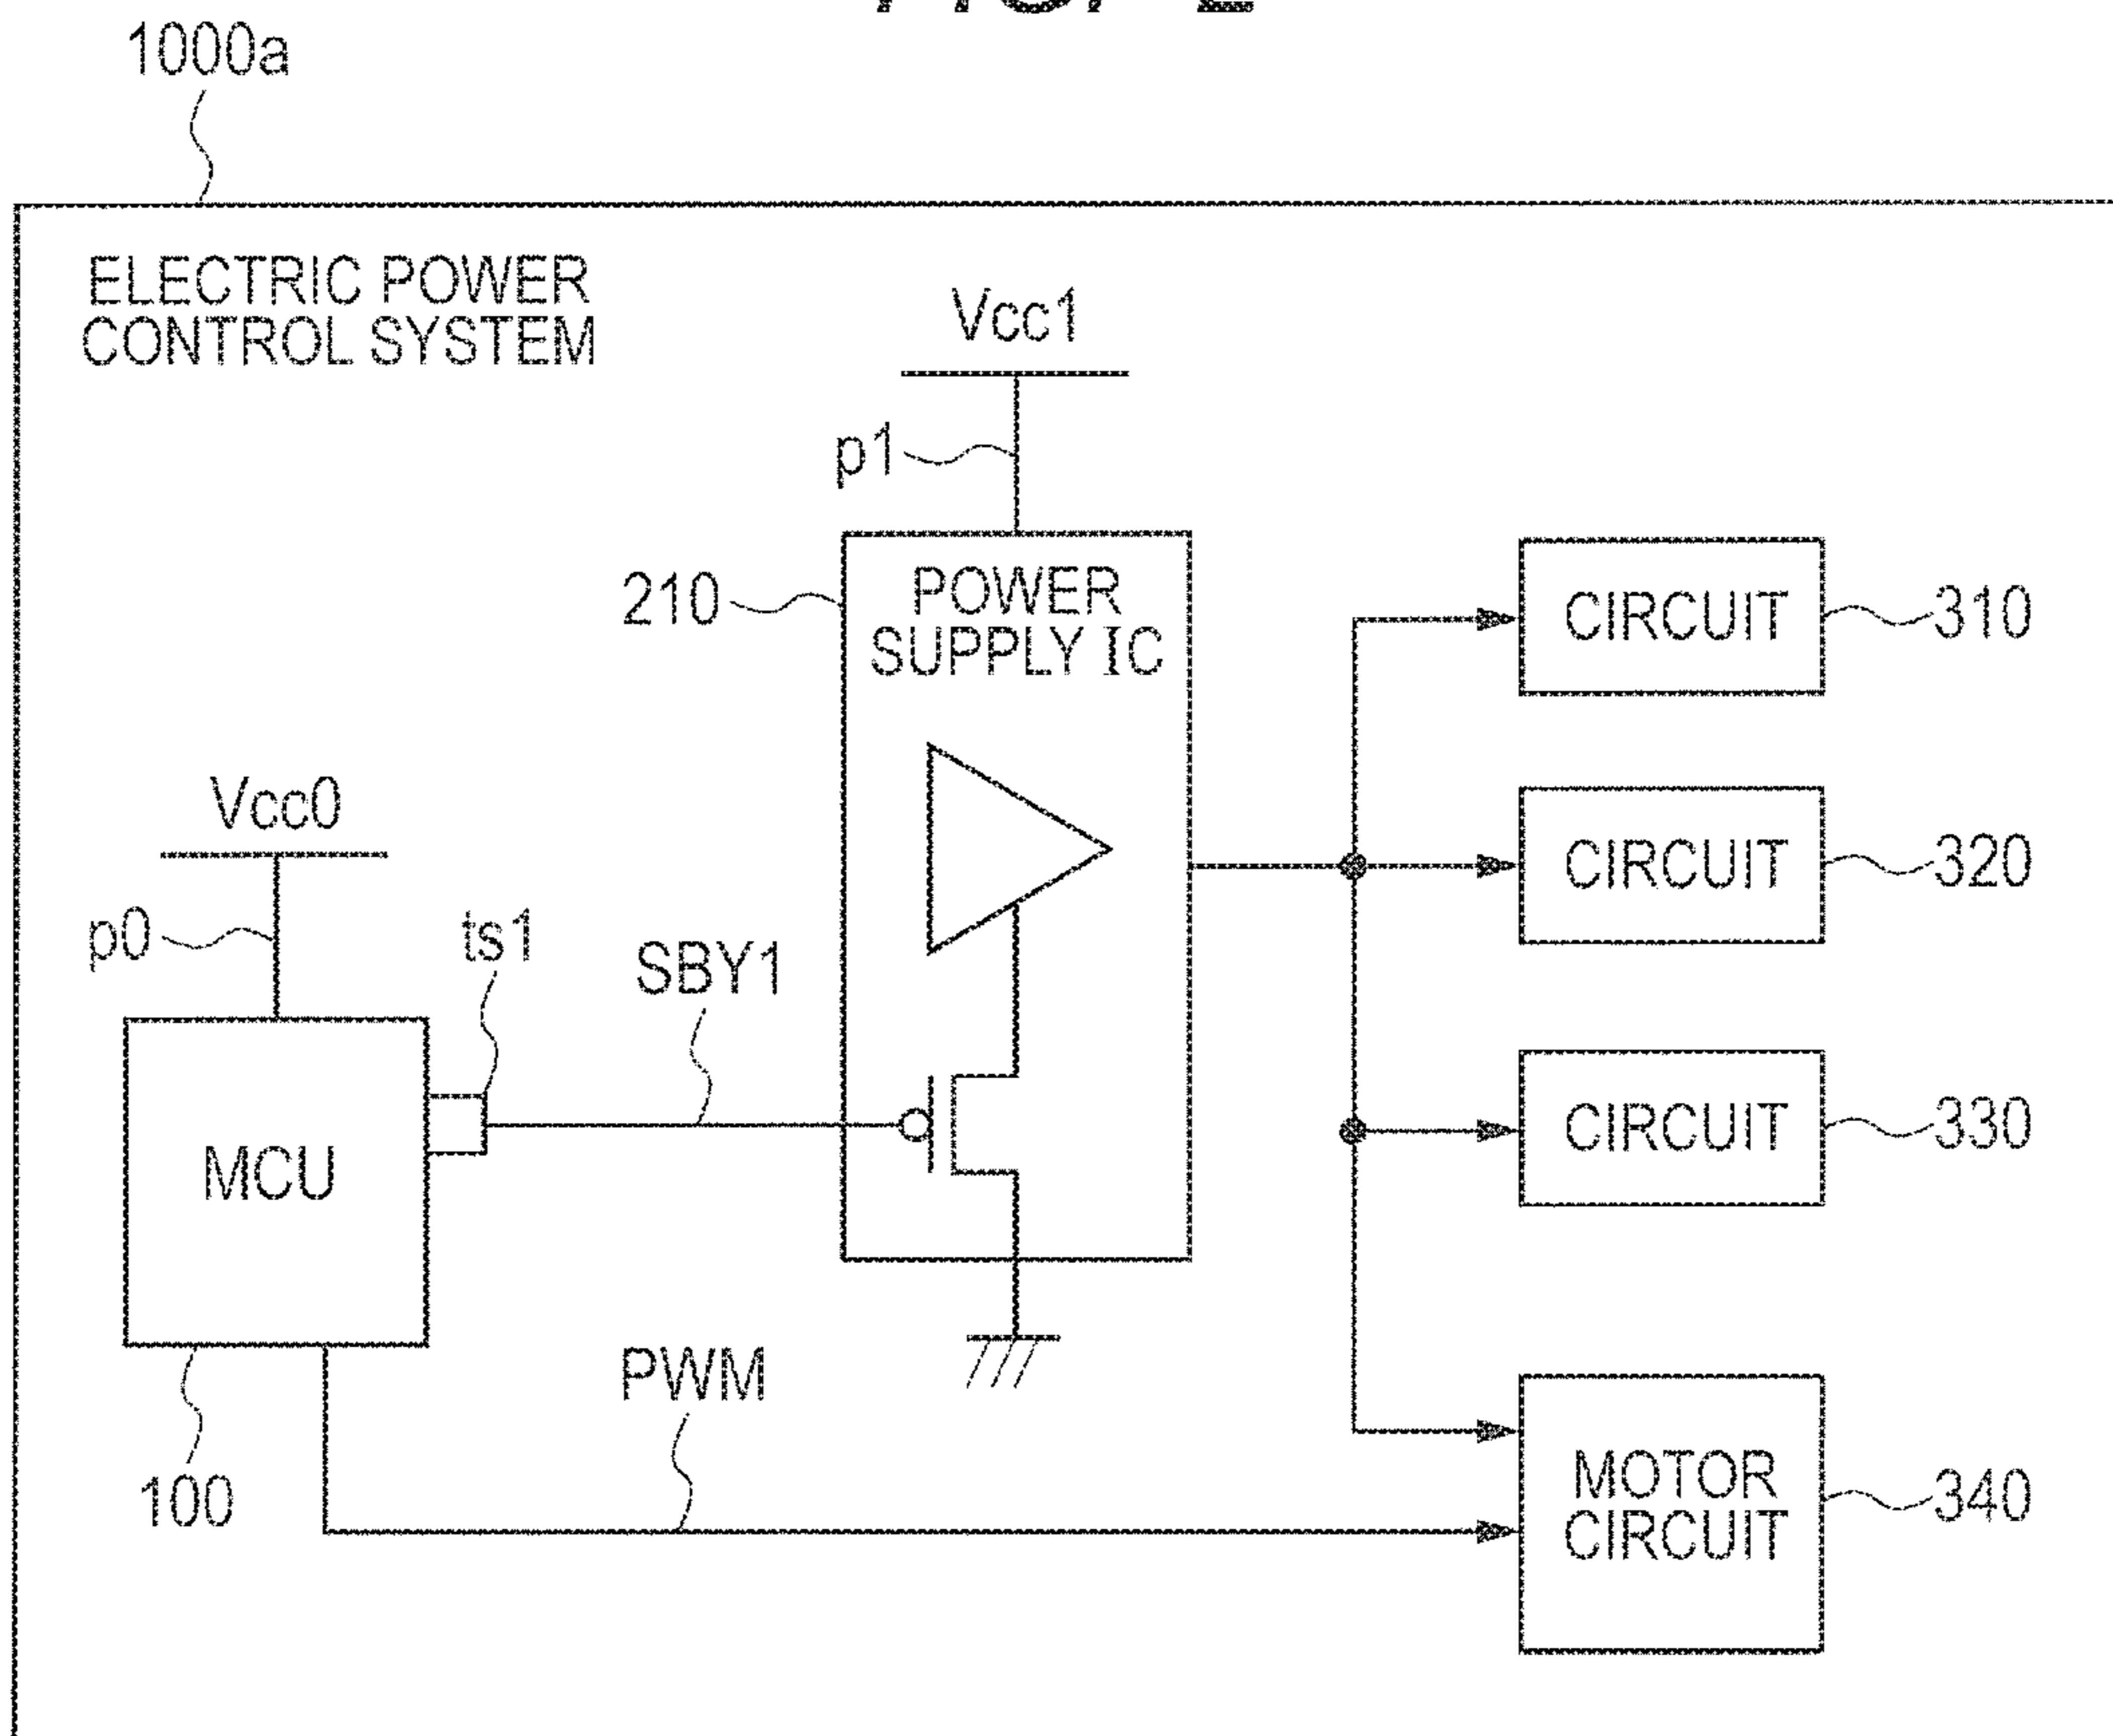 1000a
ELECTRIC POWER
CONTROL SYSTEM
Vcc1
p1
210
POWER
SUPPLY IC
CIRCUIT
310
Vcc0
CIRCUIT
320
p0
ts1
SBY1
MCU
CIRCUIT
330
100
PWM
MOTOR
CIRCUIT
340